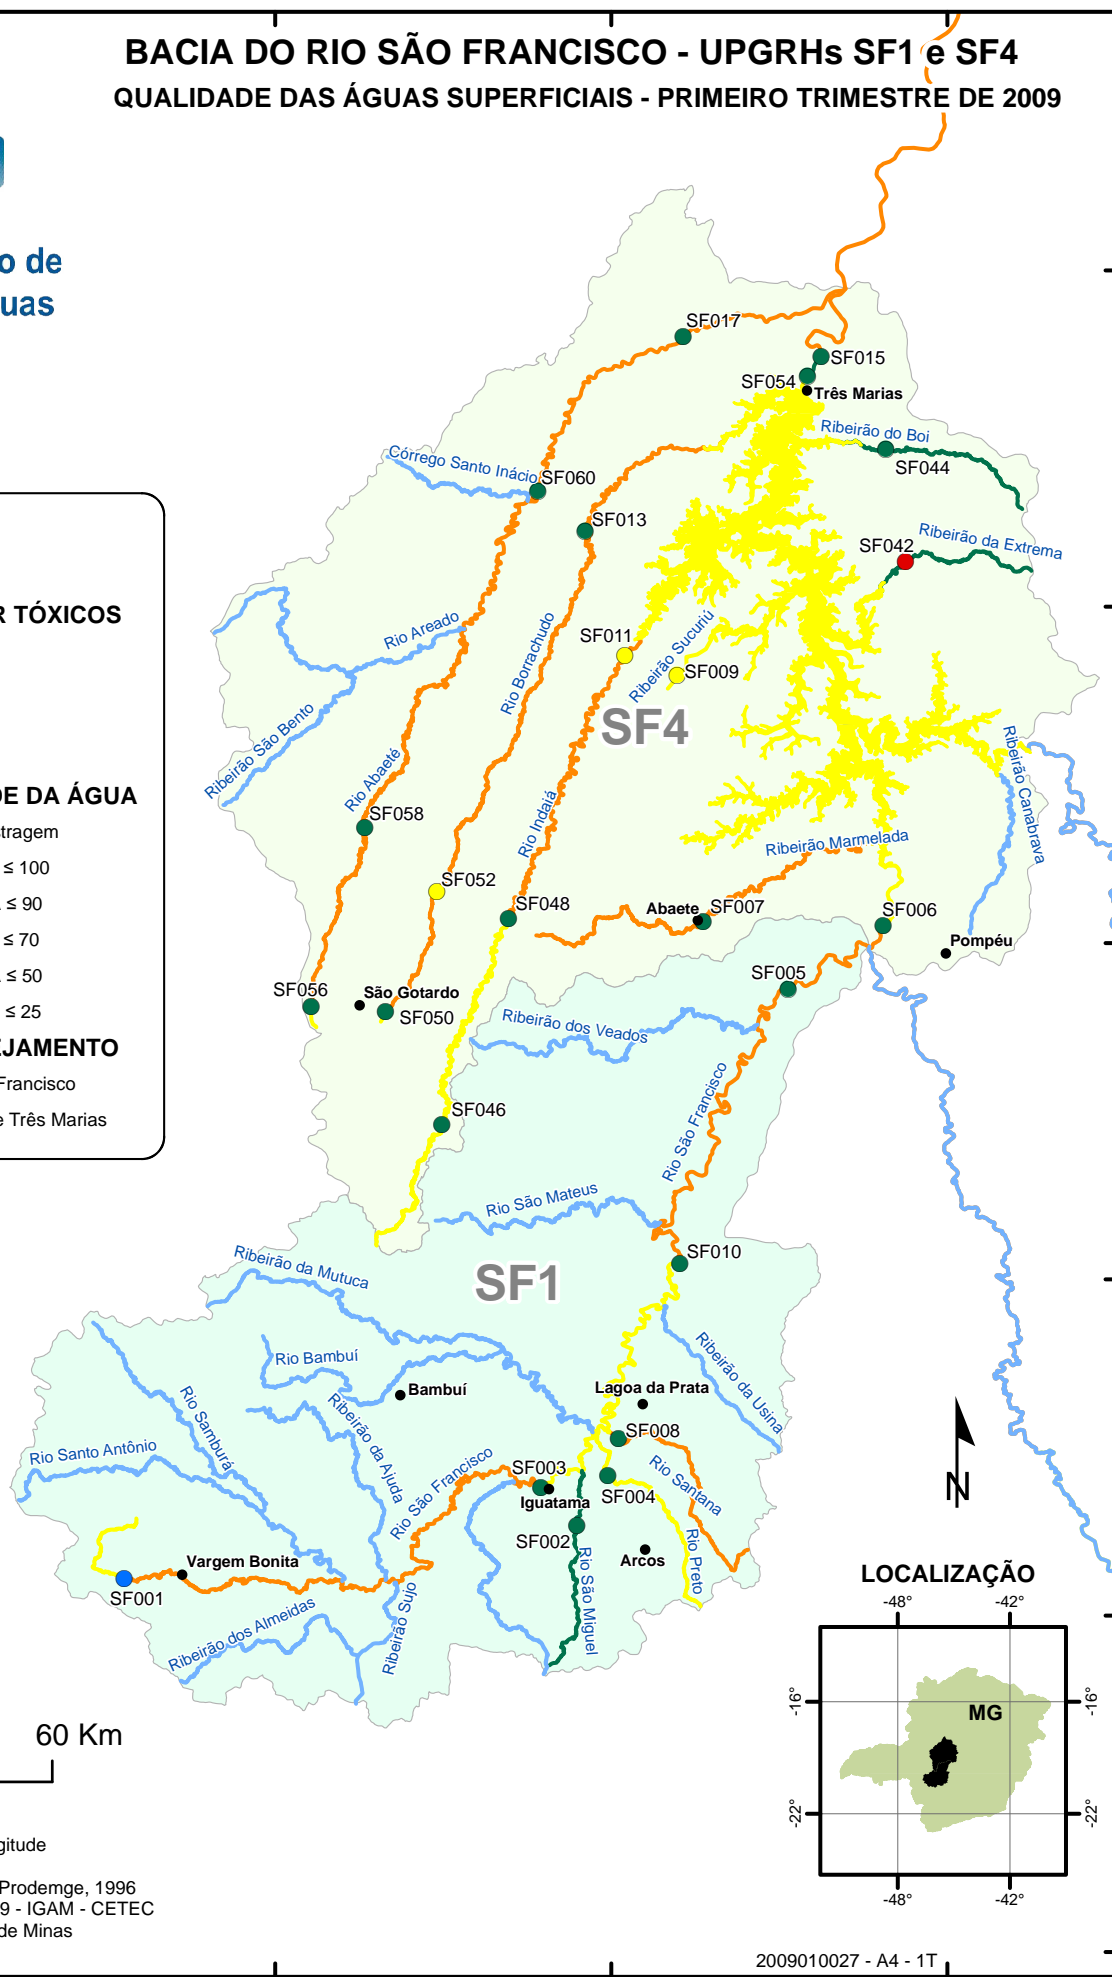 BACIA DO RIO SÃO FRANCISCO - UPGRHs SF1 e SF4
QUALIDADE DAS ÁGUAS SUPERFICIAIS - PRIMEIRO TRIMESTRE DE 2009
o de
uas
SF017
SF015
SF054
Três Marias
Ribeirão do Boi
SF044
Córrego Santo Inácio
SF060
SF013
SF042
Ribeirão da Extrema
R TÓXICOS
Rio Areado
Rio Borrachudo
SF011
Ribeirão Sucuriú
SF009
SF4
Ribeirão São Bento
Rio Abaeté
Ribeirão Canabrava
DE DA ÁGUA
stragem
≤ 100
≤ 90
≤ 70
≤ 50
≤ 25
EJAMENTO
Francisco
e Três Marias
SF058
Rio Indaiá
Ribeirão Marmelada
SF052
SF048
Abaete
SF007
SF006
Pompéu
SF005
SF056
São Gotardo
SF050
Ribeirão dos Veados
Rio São Francisco
SF046
Rio São Mateus
SF010
Ribeirão da Mutuca
SF1
Rio Bambuí
Bambuí
Ribeirão da Usina
Lagoa da Prata
Rio Samburá
Ribeirão da Ajuda
SF008
Rio Santo Antônio
Rio São Francisco
SF003
Iguatama
SF004
Rio Santana
SF002
Arcos
Rio Preto
Rio São Miguel
Vargem Bonita
SF001
Ribeirão dos Almeidas
Ribeirão Sujo
N
LOCALIZAÇÃO
-48° -42°
-16° -16°
MG
-22° -22°
-48° -42°
60 Km
gitude
Prodemge, 1996
9 - IGAM - CETEC
de Minas
2009010027 - A4 - 1T